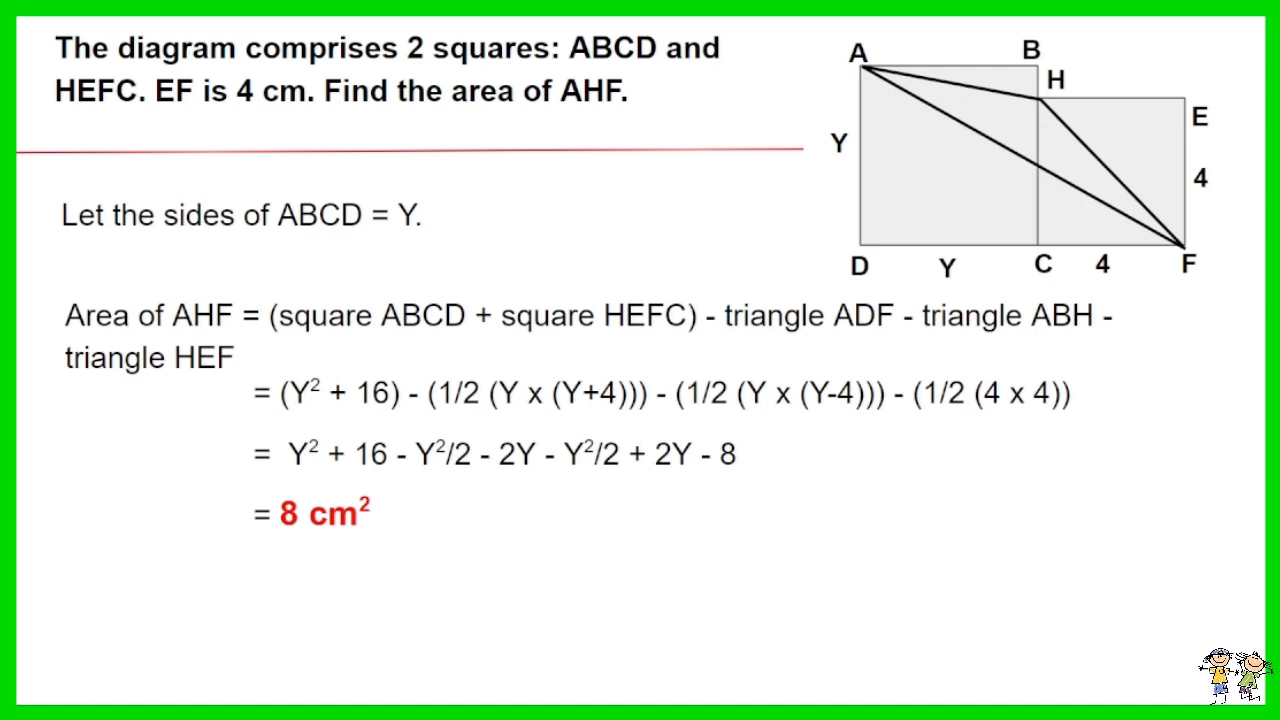 The diagram comprises 2 squares: ABCD and
HEFC. EF is 4 cm. Find the area of AHF.
A
B
H
E
Y
4
D
Y
C
4
F
Let the sides of ABCD = Y.
Area of AHF = (square ABCD + square HEFC) - triangle ADF - triangle ABH -
triangle HEF
= (Y² + 16) - (1/2 (Y x (Y+4))) - (1/2 (Y x (Y-4))) - (1/2 (4 x 4))
= Y² + 16 - Y²/2 - 2Y - Y²/2 + 2Y - 8
= 8 cm²